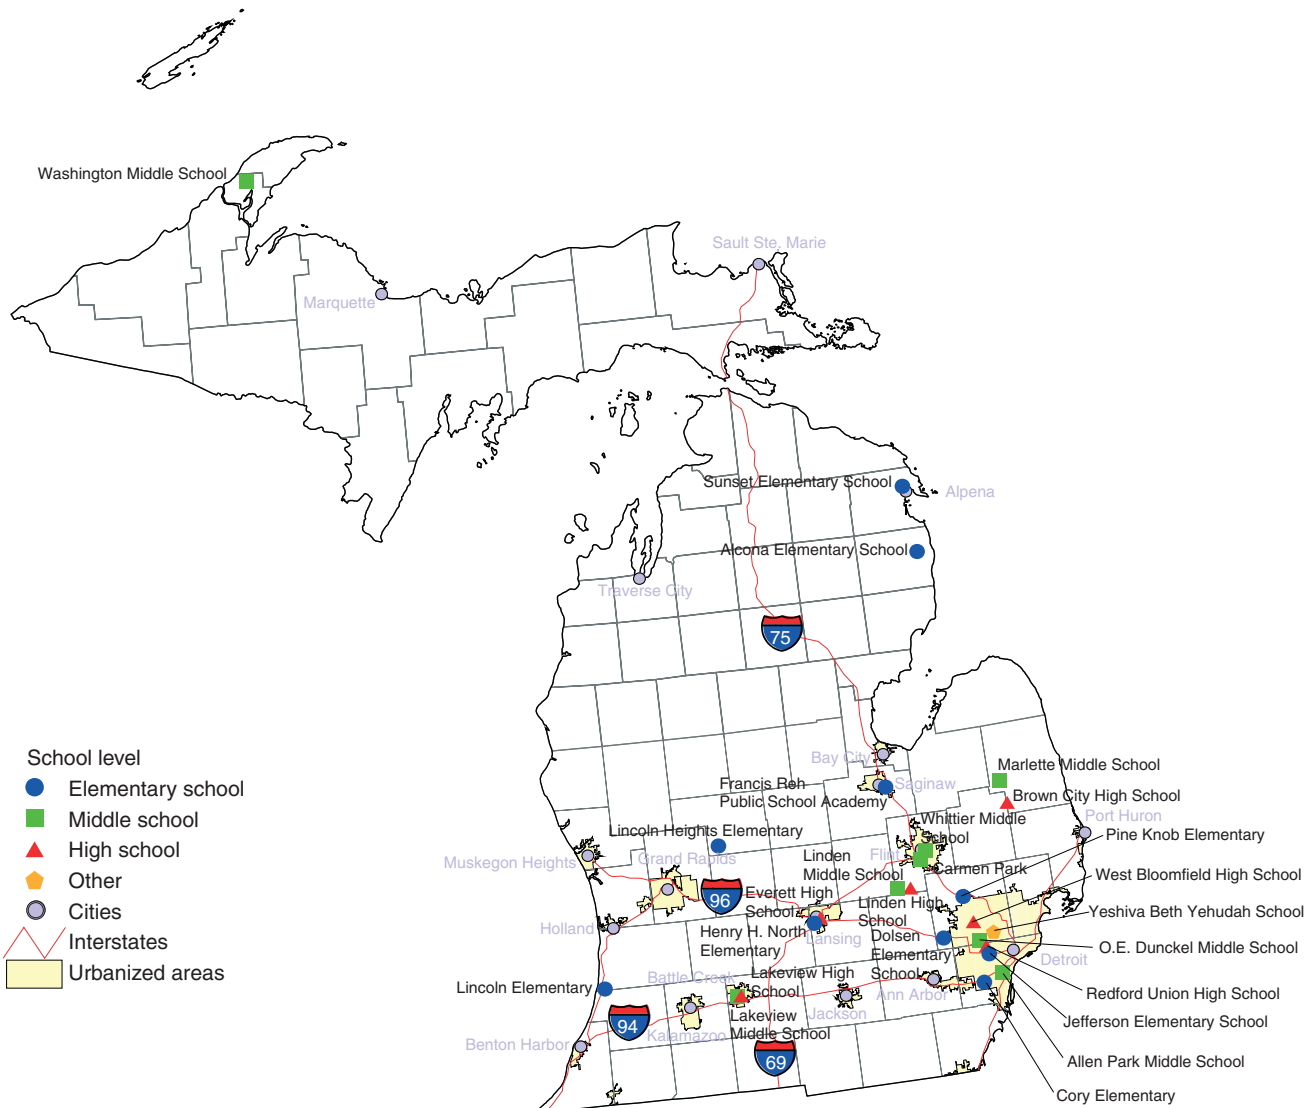 Washington Middle School
Sault Ste. Marie
Marquette
Sunset Elementary School
Alpena
Alcona Elementary School
Traverse City
75
Bay City
Marlette Middle School
Francis Reh
Public School Academy
Saginaw
Brown City High School
Port Huron
Whittier Middle
School
Lincoln Heights Elementary
Pine Knob Elementary
Muskegon Heights
Grand Rapids
Linden
Middle School
Flint
Carmen Park
West Bloomfield High School
96
Everett High
School
Linden High
School
Yeshiva Beth Yehudah School
Holland
Henry H. North
Elementary
Lansing
Dolsen
Elementary
School
O.E. Dunckel Middle School
Detroit
Battle Creek
Lakeview High
School
Lincoln Elementary
Ann Arbor
Redford Union High School
94
Kalamazoo
Lakeview
Middle School
Jackson
Jefferson Elementary School
Benton Harbor
69
Allen Park Middle School
Cory Elementary
School level
Elementary school
Middle school
High school
Other
Cities
Interstates
Urbanized areas